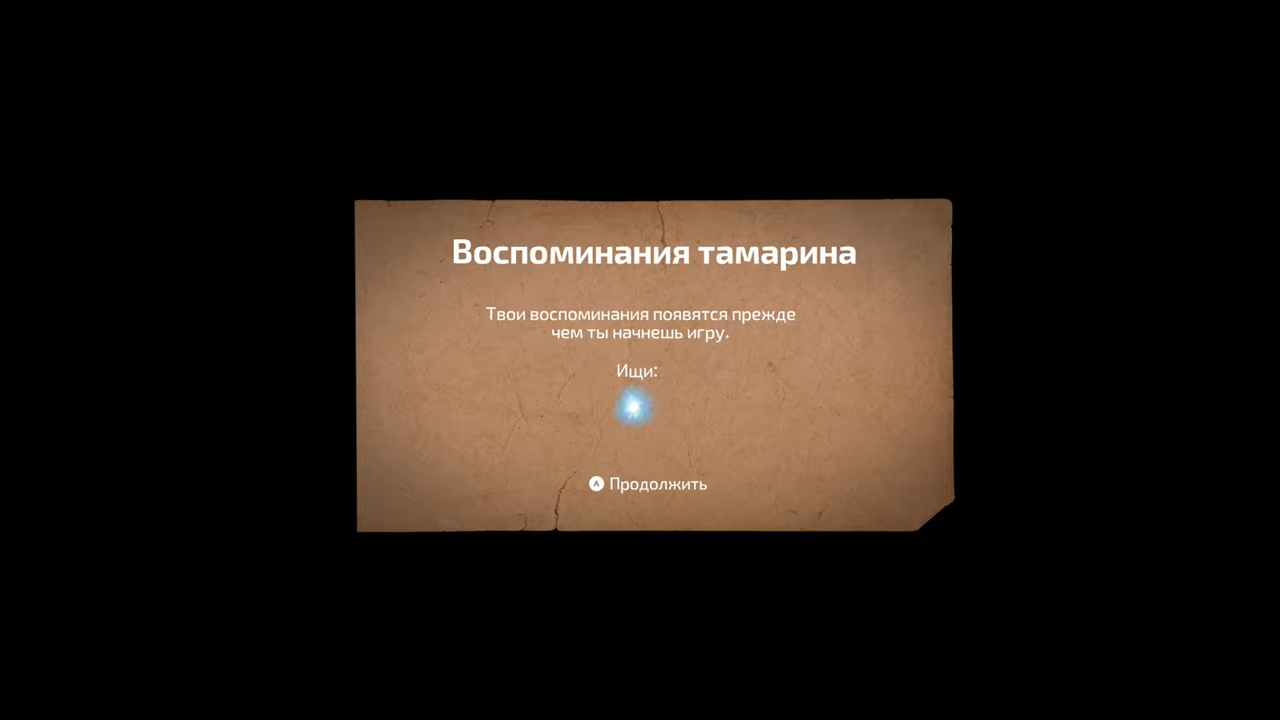 Воспоминания тамарина
Твои воспоминания появятся прежде
чем ты начнешь игру.
Ищи:
A Продолжить